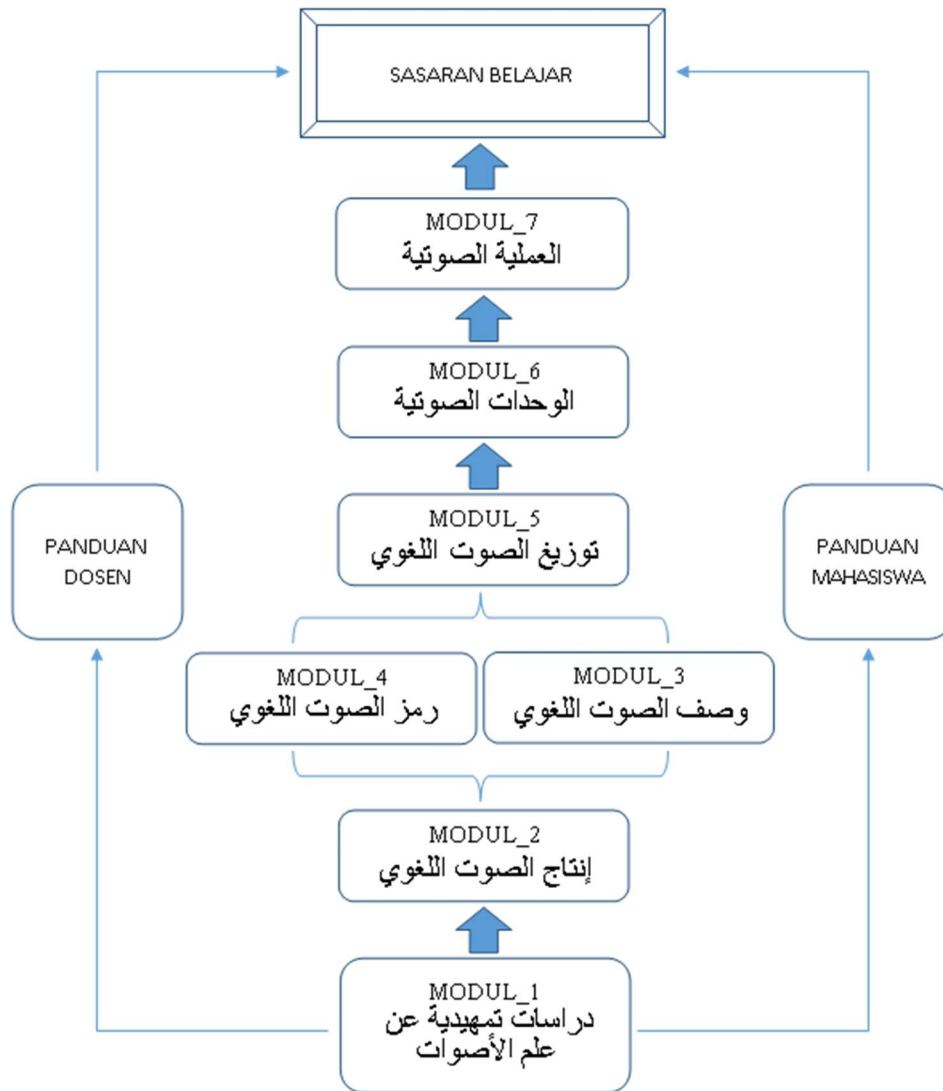 SASARAN BELAJAR
MODUL_7
العملية الصوتية
MODUL_6
الوحدات الصوتية
MODUL_5
توزيغ الصوت اللغوي
PANDUAN
DOSEN
PANDUAN
MAHASISWA
MODUL_4
رمز الصوت اللغوي
MODUL_3
وصف الصوت اللغوي
MODUL_2
إنتاج الصوت اللغوي
MODUL_1
دراسات تمهيدية عن
علم الأصوات